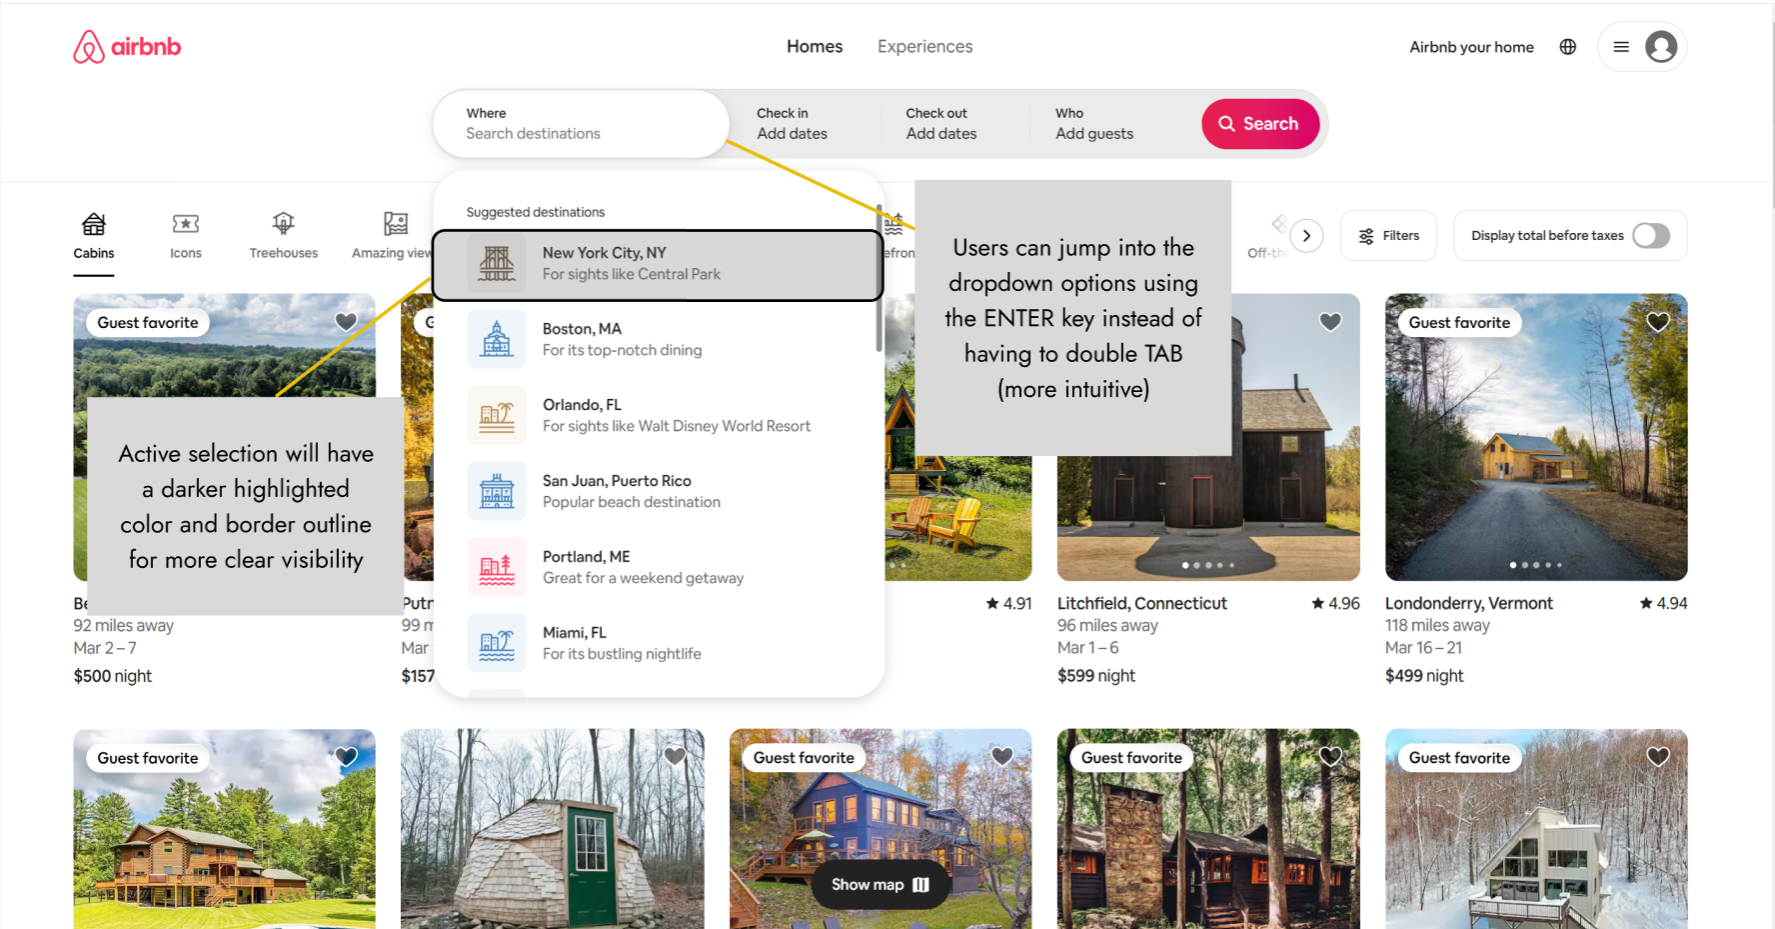 airbnb
Homes
Experiences
Airbnb your home
Where
Search destinations
Check in
Add dates
Check out
Add dates
Who
Add guests
Search
Cabins
Icons
Treehouses
Amazing view
efron
Off-the
Filters
Display total before taxes
Suggested destinations
New York City, NY
For sights like Central Park
Boston, MA
For its top-notch dining
Orlando, FL
For sights like Walt Disney World Resort
San Juan, Puerto Rico
Popular beach destination
Portland, ME
Great for a weekend getaway
Miami, FL
For its bustling nightlife
Users can jump into the
dropdown options using
the ENTER key instead of
having to double TAB
(more intuitive)
Active selection will have
a darker highlighted
color and border outline
for more clear visibility
Guest favorite
G
Guest favorite
Be
92 miles away
Mar 2 – 7
$500 night
Putn
99 m
Mar
$157
4.91
Litchfield, Connecticut
4.96
96 miles away
Mar 1 – 6
$599 night
Londonderry, Vermont
4.94
118 miles away
Mar 16 – 21
$499 night
Guest favorite
Guest favorite
Guest favorite
Guest favorite
Show map